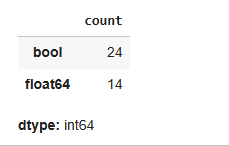 count
bool 24
float64 14
dtype: int64